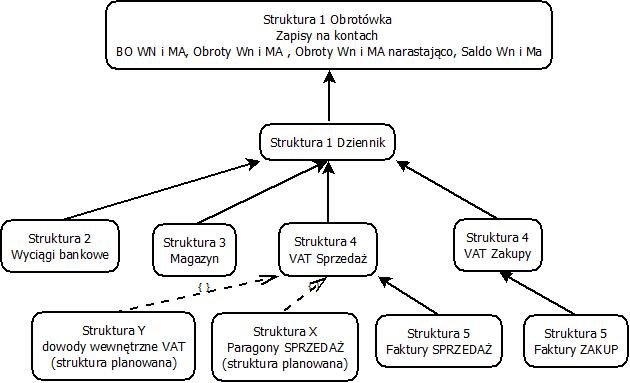 Struktura 1 Obrotówka
Zapisy na kontach
BO WN i MA, Obroty Wn i MA , Obroty Wn i MA narastająco, Saldo Wn i Ma
Struktura 1 Dziennik
Struktura 2
Wyciągi bankowe
Struktura 3
Magazyn
Struktura 4
VAT Sprzedaż
Struktura 4
VAT Zakupy
{ }
Struktura Y
dowody wewnętrzne VAT
(struktura planowana)
Struktura X
Paragony SPRZEDAŻ
(struktura planowana)
Struktura 5
Faktury SPRZEDAŻ
Struktura 5
Faktury ZAKUP